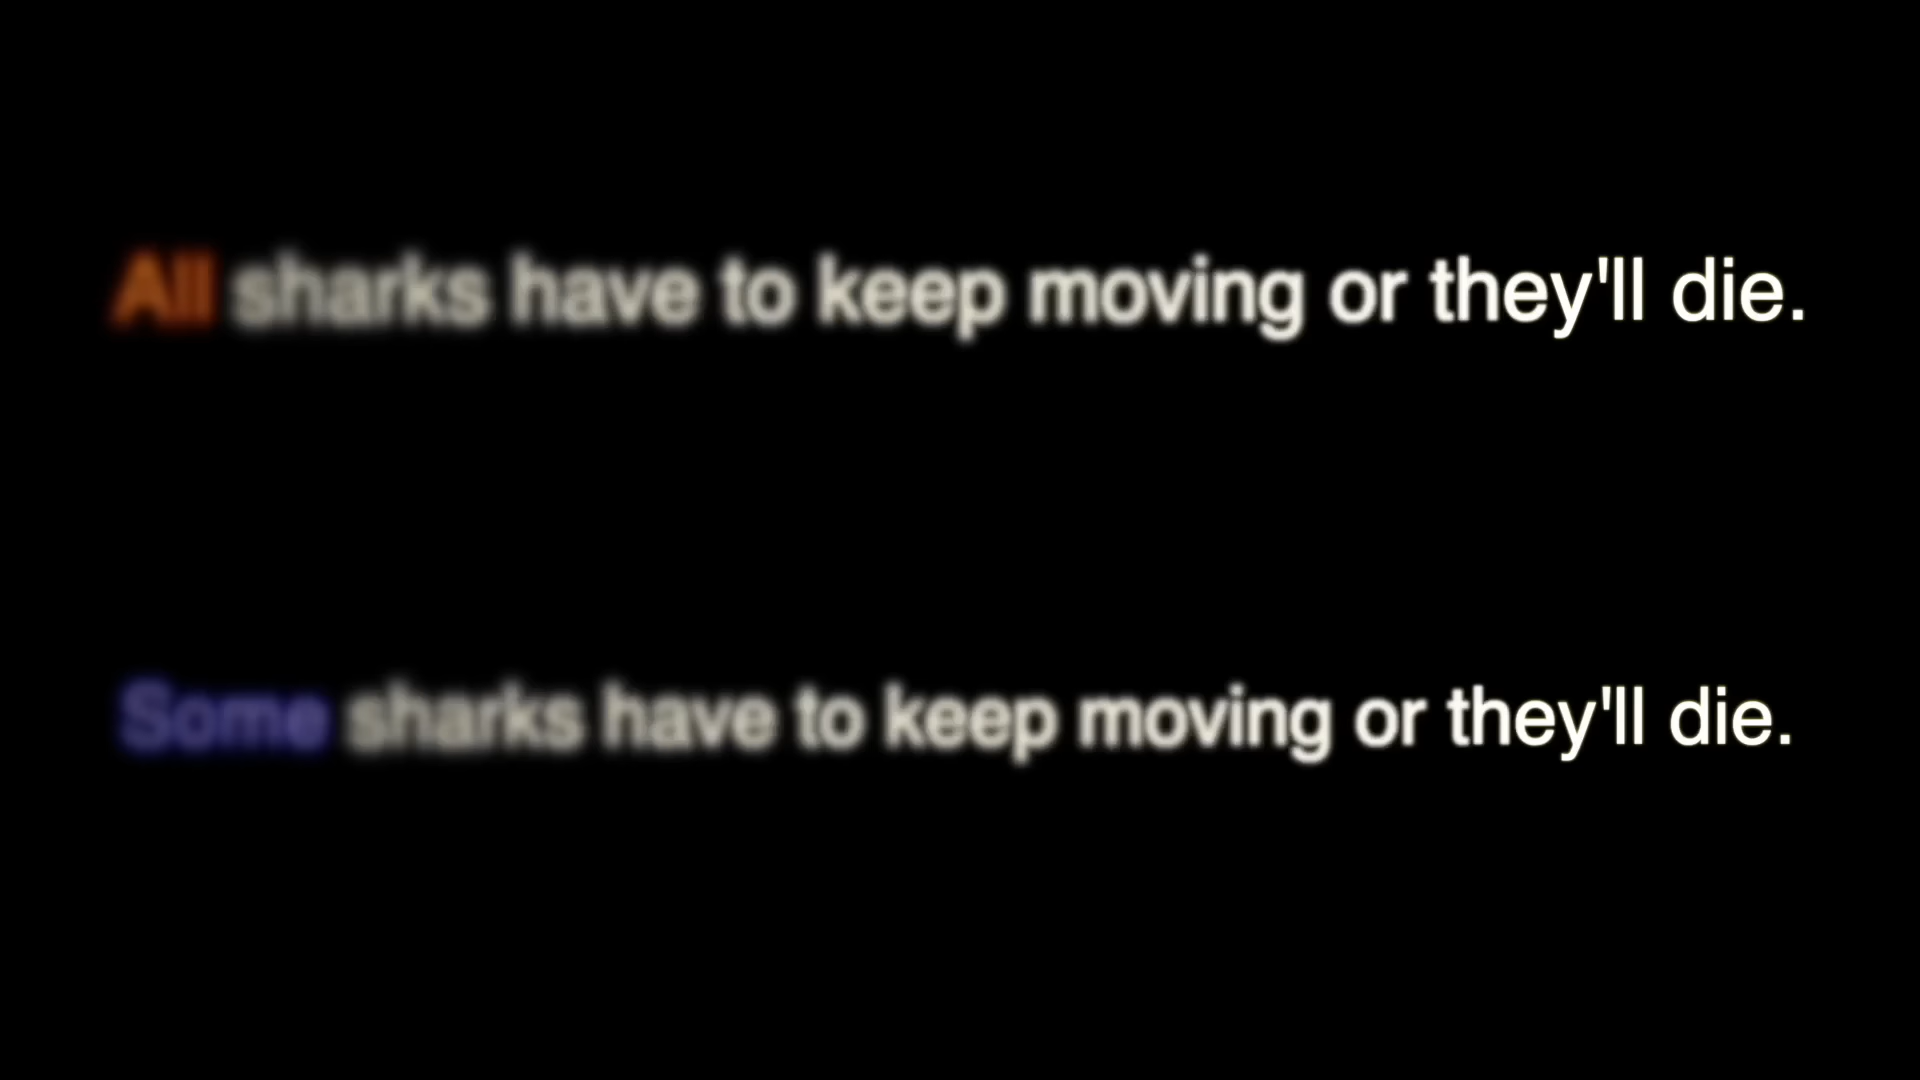 All sharks have to keep moving or they'll die.
Some sharks have to keep moving or they'll die.